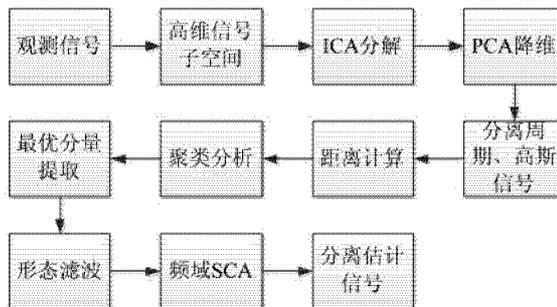 观测信号
高维信号
子空间
ICA分解
PCA降维
分离周
期、高斯
信号
距离计算
聚类分析
最优分量
提取
形态滤波
频域SCA
分离估计
信号